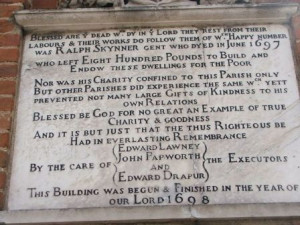 Blessed are ye dead wch dy in ye Lord they rest from their
labours & their works do follow them of wch Happy number
was Ralph Skynner gent who dyed in June 1697
who left Eight Hundred Pounds to Build and
Endow these dwellings for the Poor
Nor was his Charity confined to this Parish only
But other Parishes did experience the same wch yett
prevented not many large Gifts of Kindness to his
own Relations
Blessed be God for so great an Example of true
Charity & goodness
And it is but just that the thus Righteous be
Had in everlasting Remembrance
By the care of
Edward Lawney
John Papworth
and
Edward Drapur
the Executors
This Building was begun & finished in the year of
our Lord 1698